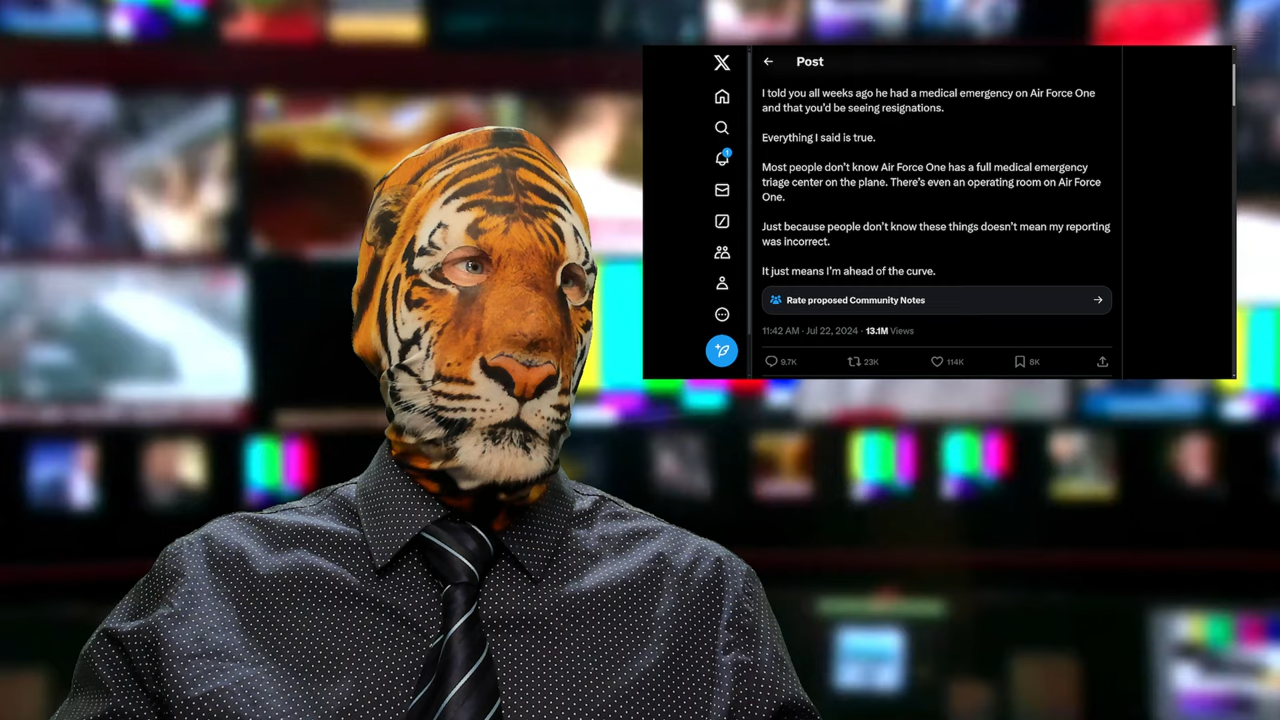 Post
I told you all weeks ago he had a medical emergency on Air Force One
and that you’d be seeing resignations.
Everything I said is true.
Most people don’t know Air Force One has a full medical emergency
triage center on the plane. There’s even an operating room on Air Force
One.
Just because people don’t know these things doesn’t mean my reporting
was incorrect.
It just means I’m ahead of the curve.
Rate proposed Community Notes
11:42 AM · Jul 22, 2024 · 13.1M Views
9.7K 23K 114K 8K
1